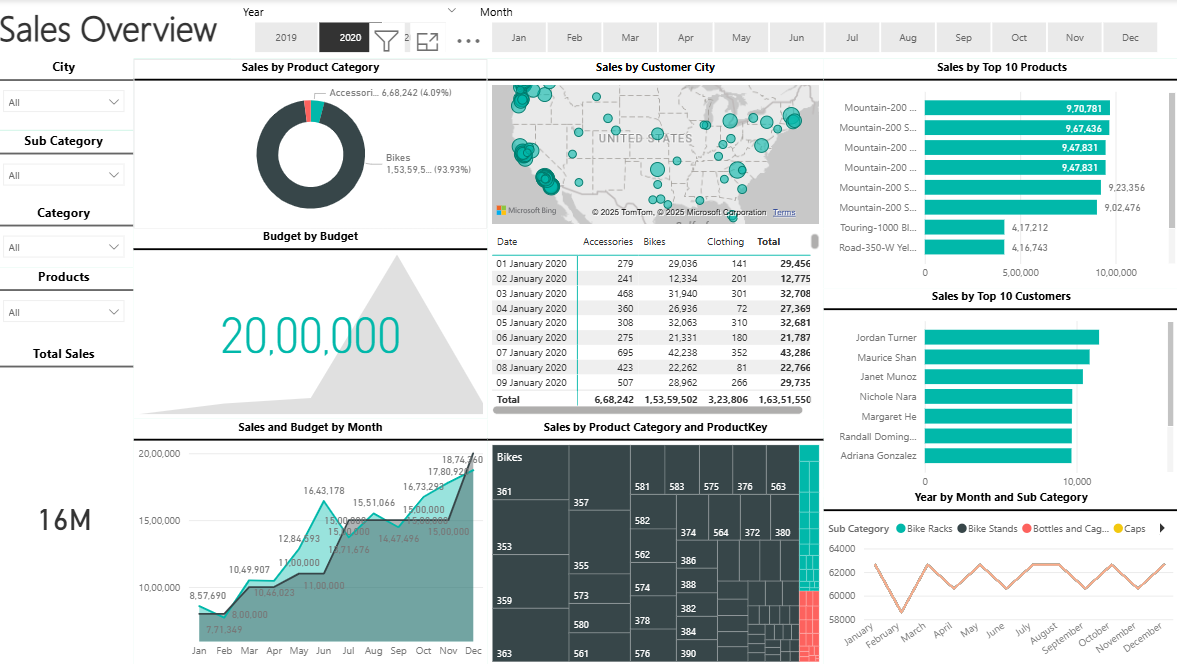 Sales Overview
Year
2019
2020
Month
Jan Feb Mar Apr May Jun Jul Aug Sep Oct Nov Dec
City
All
Sub Category
All
Category
All
Products
All
Total Sales
16M
Sales by Product Category
Accessori... 6,68,242 (4.09%)
Bikes
1,53,59,5... (93.93%)
Budget by Budget
20,00,000
Sales and Budget by Month
20,00,000
15,00,000
10,00,000
8,57,690
7,71,349
8,00,000
10,49,907
10,46,023
12,84,593
11,00,000
11,00,000
16,43,178
15,00,000
15,00,000
13,71,676
15,51,066
14,47,496
16,73,293
15,00,000
15,00,000
17,80,920
15,00,000
18,74,360
Jan Feb Mar Apr May Jun Jul Aug Sep Oct Nov Dec
Sales by Customer City
UNITED STATES
Microsoft Bing
© 2025 TomTom, © 2025 Microsoft Corporation Terms
Date Accessories Bikes Clothing Total
01 January 2020 279 29,036 141 29,456
02 January 2020 241 12,334 201 12,775
03 January 2020 468 31,940 301 32,708
04 January 2020 360 26,936 72 27,369
05 January 2020 308 32,063 310 32,681
06 January 2020 275 21,331 180 21,787
07 January 2020 695 42,238 352 43,286
08 January 2020 423 22,262 81 22,766
09 January 2020 507 28,962 266 29,735
Total 6,68,242 1,53,59,502 3,23,806 1,63,51,550
Sales by Product Category and ProductKey
Bikes
361
353
359
363
357
355
573
580
561
581
582
562
574
378
576
583
575
376
563
374
564
372
380
386
388
382
384
390
Sales by Top 10 Products
Mountain-200 ... 9,70,781
Mountain-200 S... 9,67,436
Mountain-200 ... 9,47,831
Mountain-200 ... 9,47,831
Mountain-200 S... 9,23,356
Mountain-200 S... 9,02,476
Touring-1000 Bl... 4,17,212
Road-350-W Yel... 4,16,743
0 5,00,000 10,00,000
Sales by Top 10 Customers
Jordan Turner
Maurice Shan
Janet Munoz
Nichole Nara
Margaret He
Randall Doming...
Adriana Gonzalez
0 10,000
Year by Month and Sub Category
Sub Category Bike Racks Bike Stands Bottles and Cag... Caps
64000
62000
60000
58000
January February March April May June July August September October November December